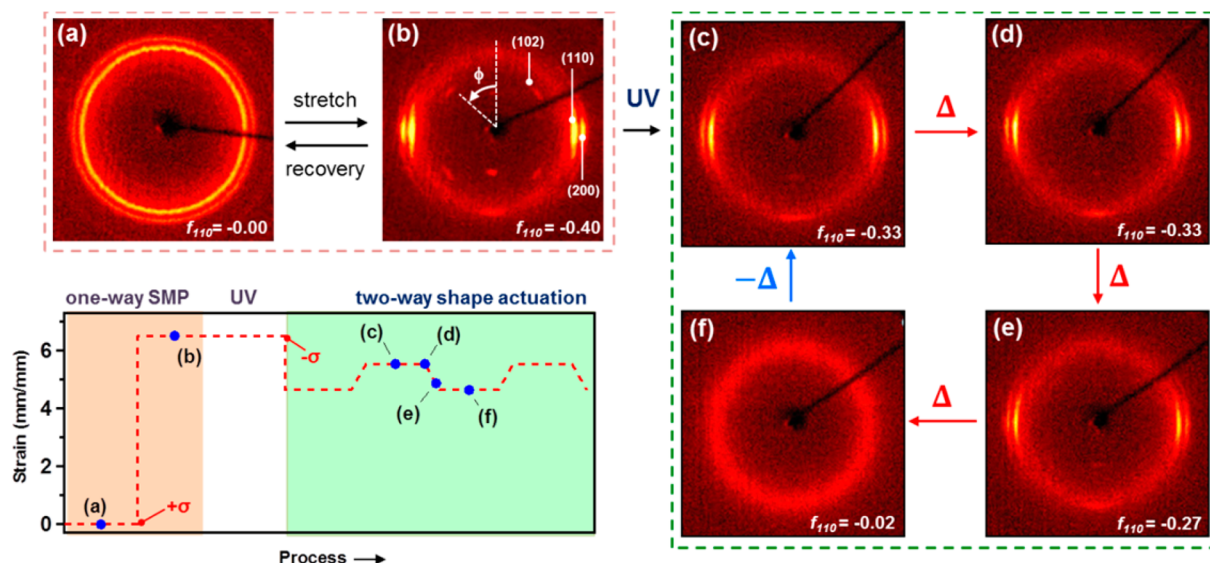 (a)
f110= -0.00
stretch
recovery
(b)
(102)
(110)
ϕ
(200)
f110= -0.40
UV
(c)
f110= -0.33
Δ
(d)
f110= -0.33
−Δ
Δ
(f)
f110= -0.02
Δ
(e)
f110= -0.27
one-way SMP
UV
two-way shape actuation
6
4
2
0
Strain (mm/mm)
(a)
+σ
(b)
-σ
(c)
(d)
(e)
(f)
Process